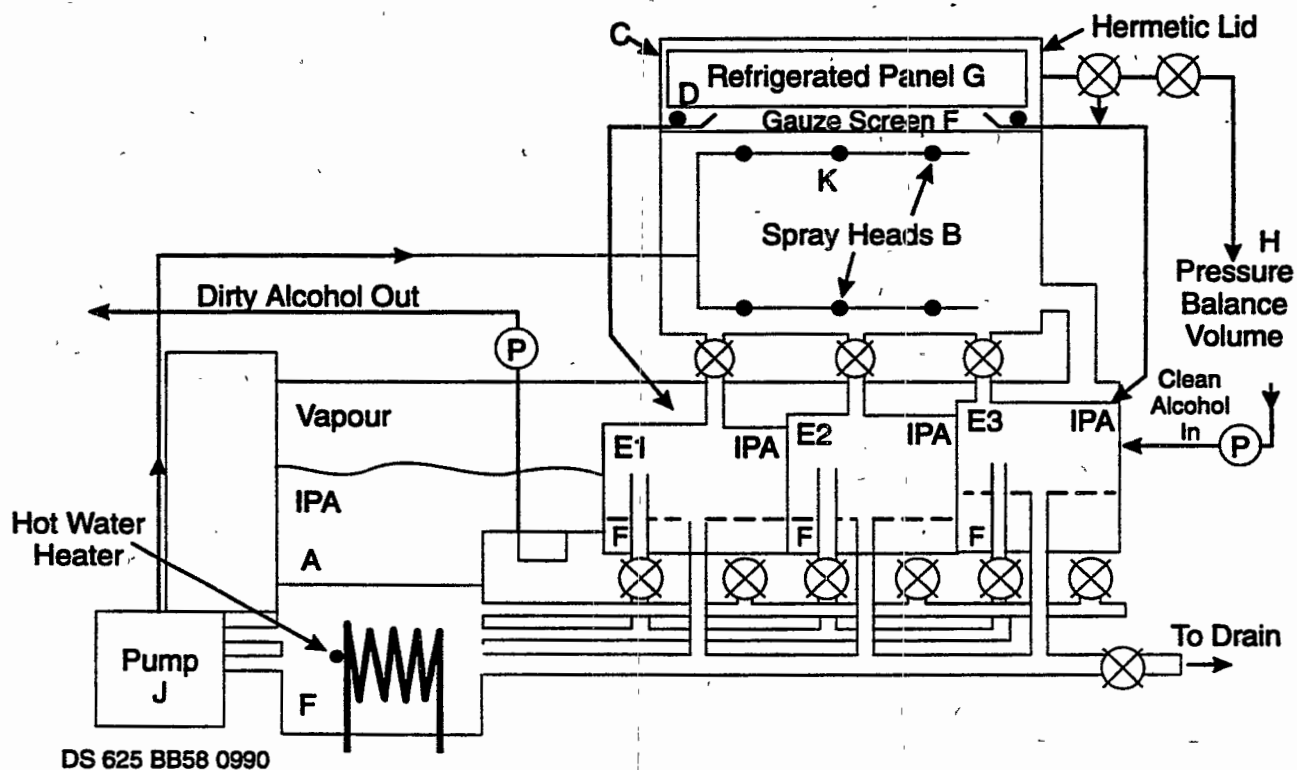 C
Hermetic Lid
Refrigerated Panel G
D
Gauze Screen F
K
Spray Heads B
H
Pressure
Balance
Volume
Dirty Alcohol Out
P
Clean
Alcohol
In
P
Vapour
E1
IPA
E2
IPA
E3
IPA
IPA
Hot Water
Heater
A
F
F
F
To Drain
Pump
J
F
DS 625 BB58 0990